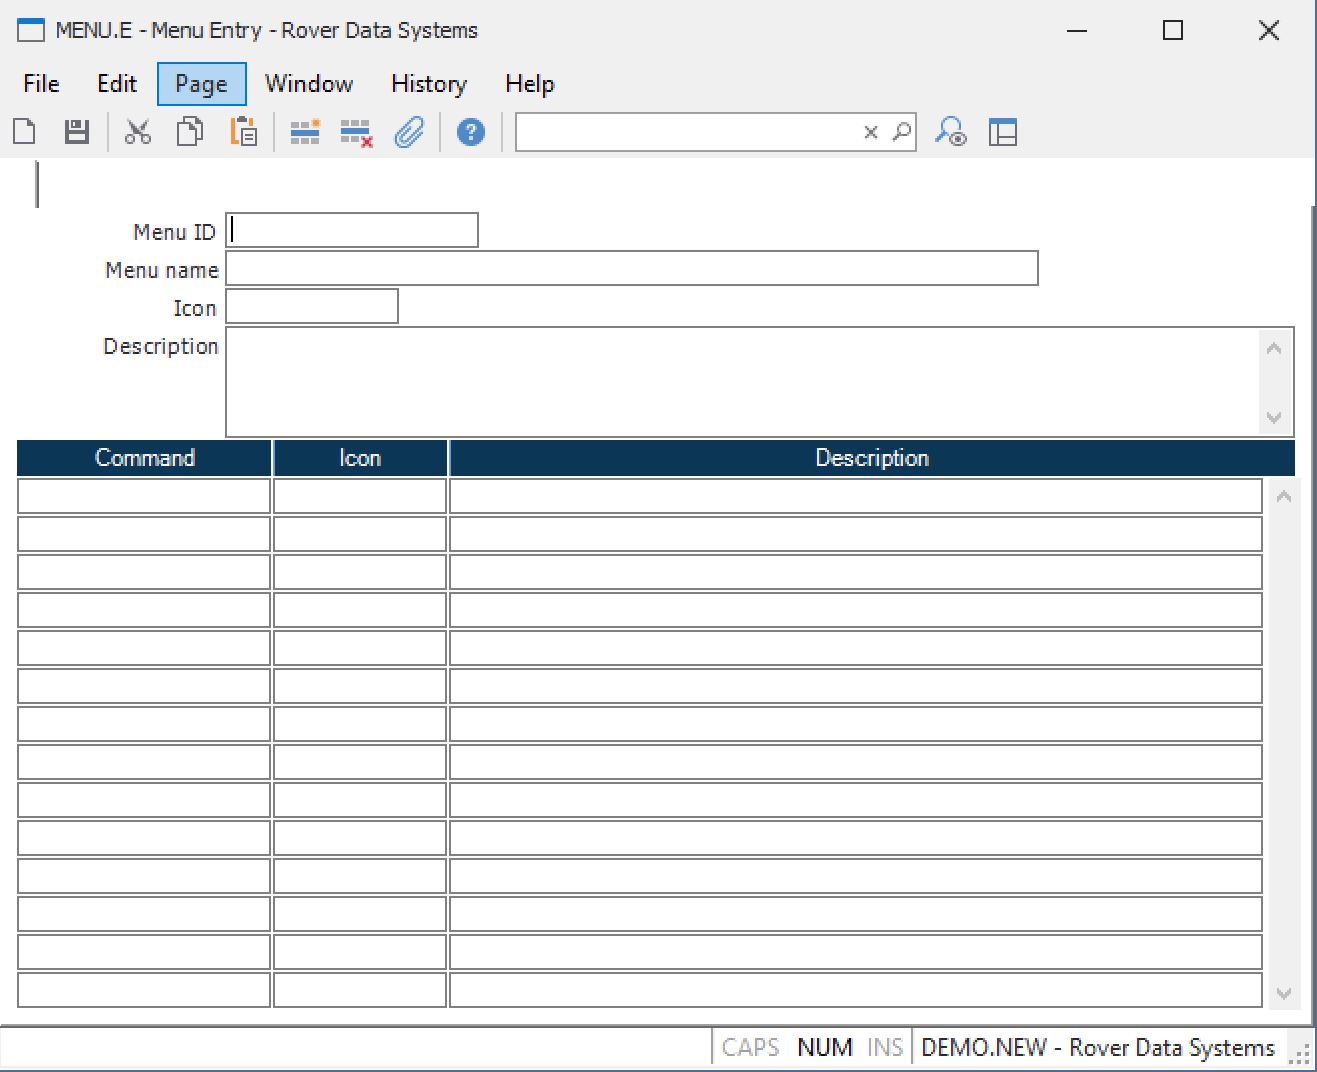 MENU.E - Menu Entry - Rover Data Systems
File Edit Page Window History Help
Menu ID
Menu name
Icon
Description
Command Icon Description
CAPS NUM INS DEMO.NEW - Rover Data Systems